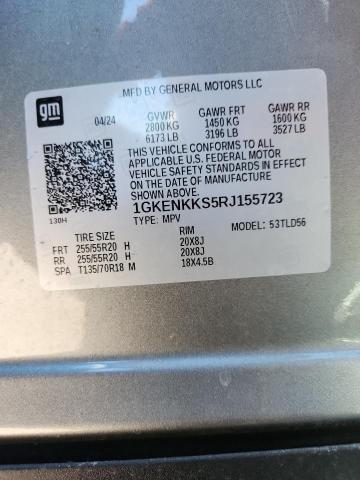 gm
MFD BY GENERAL MOTORS LLC
04/24 GVWR GAWR FRT GAWR RR
2800 KG 1450 KG 1600 KG
6173 LB 3196 LB 3527 LB
THIS VEHICLE CONFORMS TO ALL
APPLICABLE U.S. FEDERAL MOTOR
VEHICLE SAFETY STANDARDS IN
EFFECT ON THE DATE OF MANUFACTURE
SHOWN ABOVE.
1GKENKKS5RJ155723
130H TYPE: MPV MODEL: 53TLD56
TIRE SIZE RIM
FRT 255/55R20 H 20X8J
RR 255/55R20 H 20X8J
SPA T135/70R18 M 18X4.5B